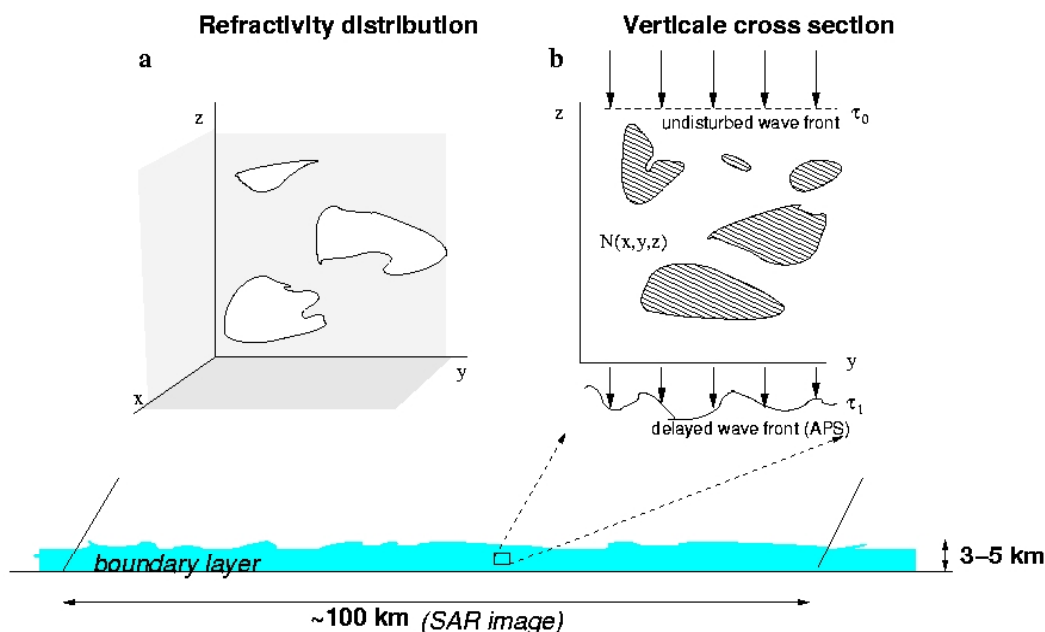 Refractivity distribution
Verticale cross section
a
b
z
z
undisturbed wave front
τ0
N(x,y,z)
y
x
y
τ1
delayed wave front (APS)
boundary layer
3–5 km
~100 km (SAR image)